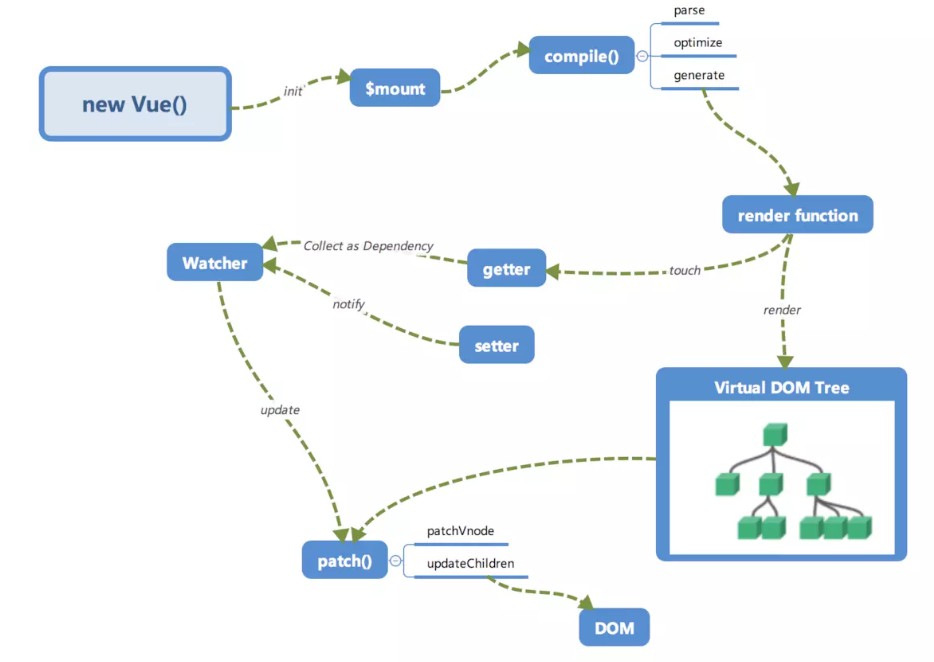 parse
compile()
optimize
generate
new Vue()
init
$mount
render function
Collect as Dependency
Watcher
getter
touch
notify
render
setter
Virtual DOM Tree
update
patchVnode
patch()
updateChildren
DOM